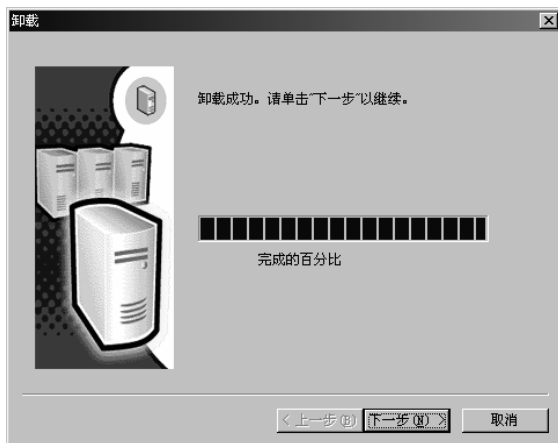 卸载
卸载成功。请单击"下一步"以继续。
完成的百分比
< 上一步(B)
下一步(N) >
取消